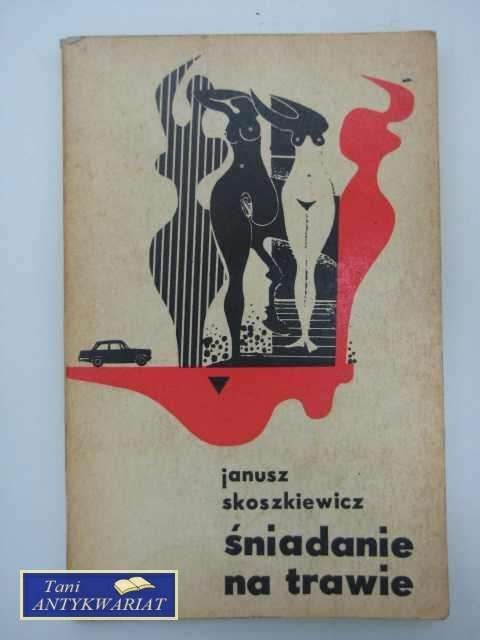 janusz
skoszkiewicz
śniadanie
na trawie
Tani
ANTYKWARIAT